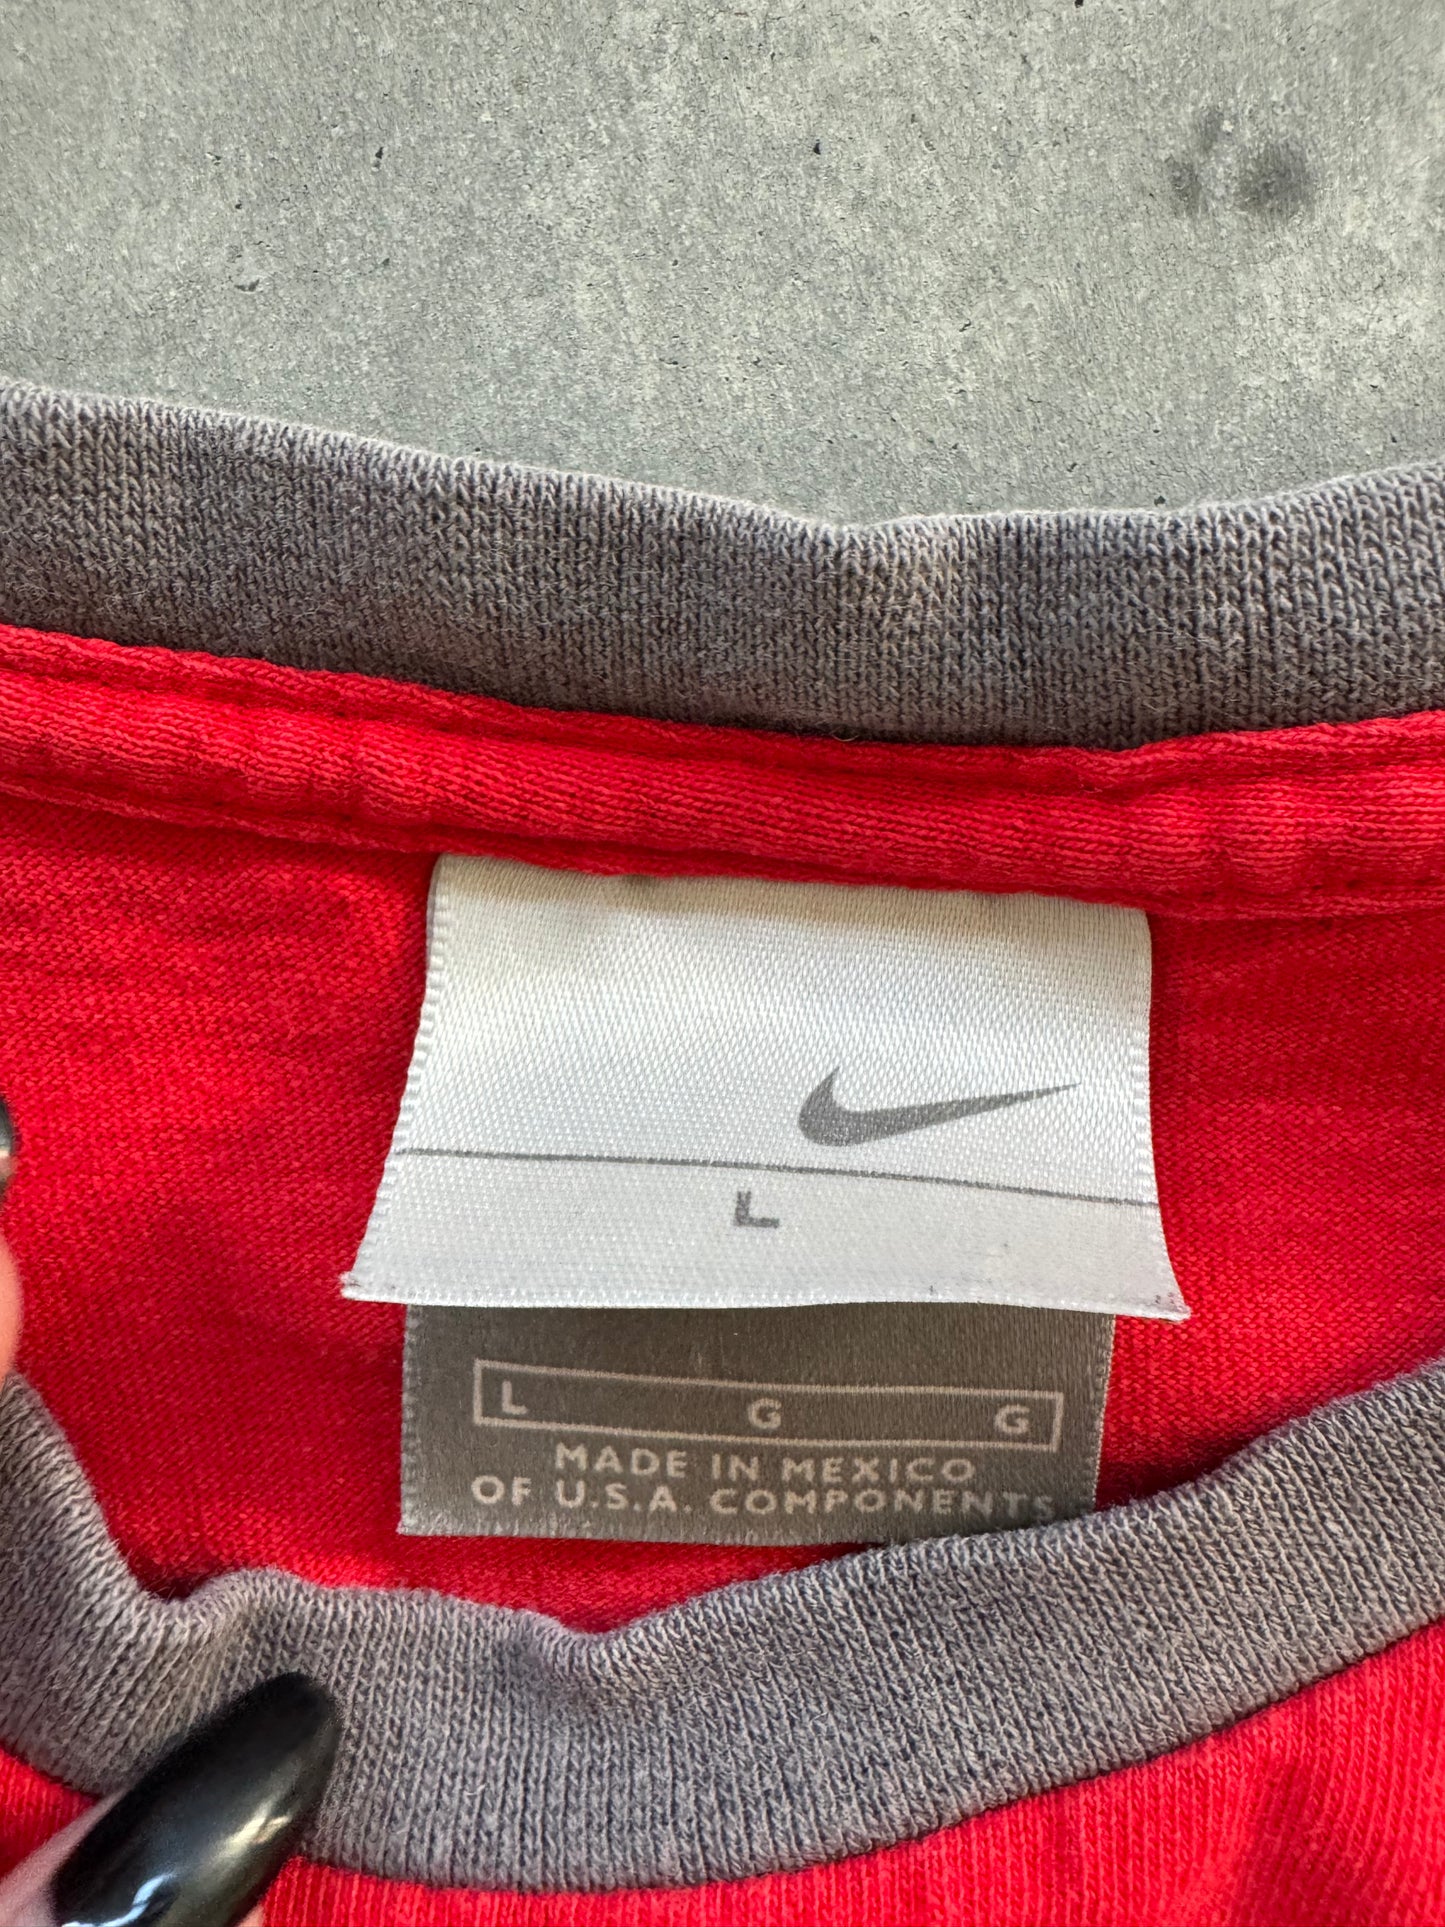 L
L G G
MADE IN MEXICO
OF U.S.A. COMPONENTS